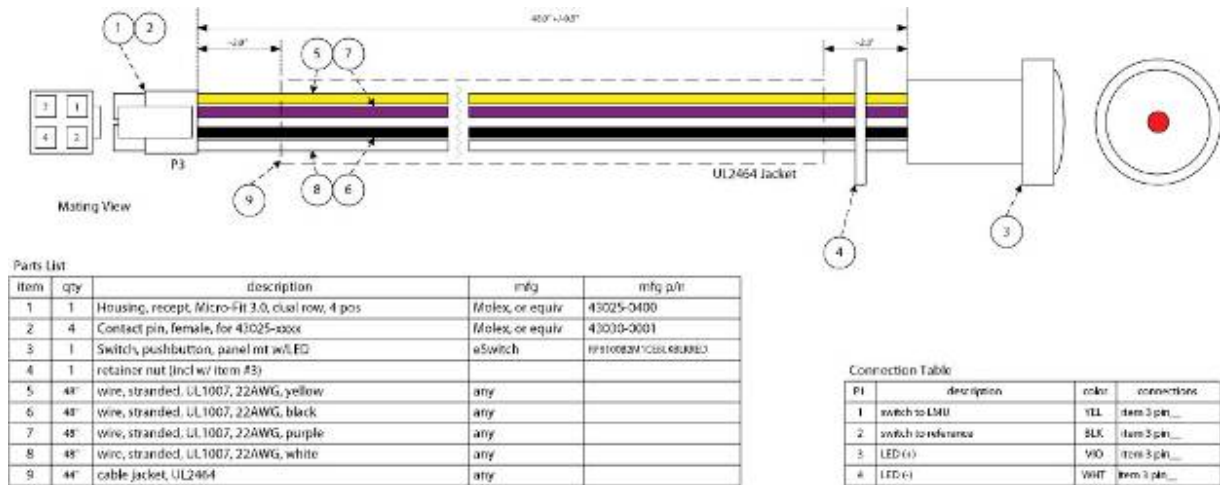 1 2
5 7
~2.0"
3 1
4 2
P3
9
8 6
UL2464 Jacket
4
3
Mating View
Parts List
item qty description mfg mfg p/n
1 1 Housing, recept, Micro-Fit 3.0, dual row, 4 pos Molex, or equiv 43025-0400
2 4 Contact pin, female, for 43025-xxxx Molex, or equiv 43030-0001
3 1 Switch, pushbutton, panel mt w/LED eSwitch
4 1 retainer nut (incl w/ item #3)
5 48" wire, stranded, UL1007, 22AWG, yellow any
6 48" wire, stranded, UL1007, 22AWG, black any
7 48" wire, stranded, UL1007, 22AWG, purple any
8 48" wire, stranded, UL1007, 22AWG, white any
9 44" cable jacket, UL2464 any
Connection Table
P1 description color connections
1 switch to LMU YEL item 3 pin__
2 switch to reference BLK item 3 pin__
3 LED (+) VIO item 3 pin__
4 LED (-) WHT item 3 pin__